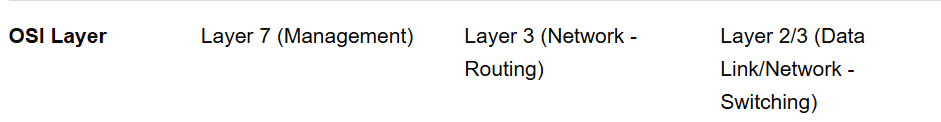 OSI Layer
Layer 7 (Management)
Layer 3 (Network -
Routing)
Layer 2/3 (Data
Link/Network -
Switching)